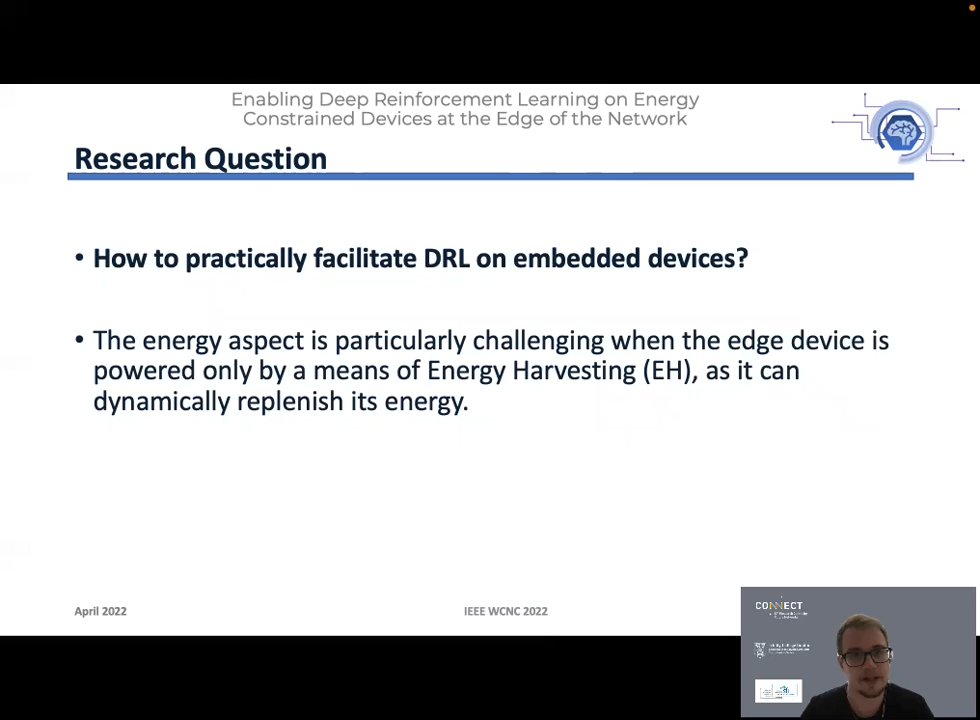 Enabling Deep Reinforcement Learning on Energy
Constrained Devices at the Edge of the Network
Research Question
• How to practically facilitate DRL on embedded devices?
• The energy aspect is particularly challenging when the edge device is
powered only by a means of Energy Harvesting (EH), as it can
dynamically replenish its energy.
April 2022
IEEE WCNC 2022
CONNECT